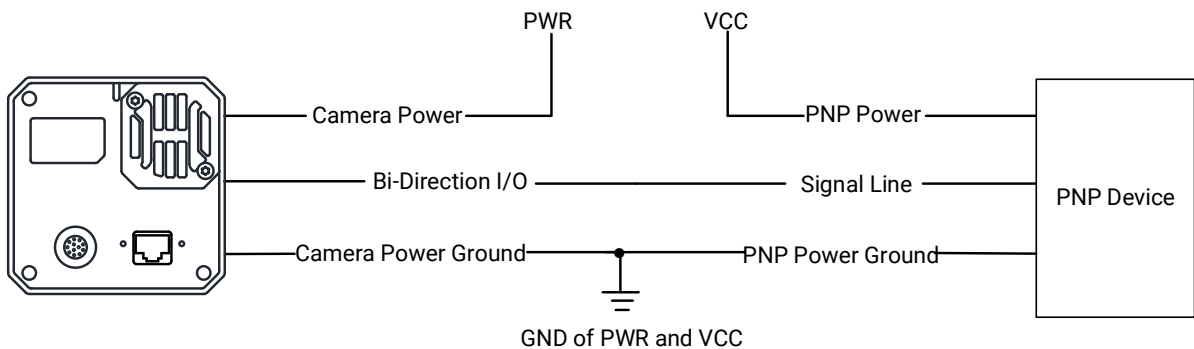 PWR
VCC
Camera Power
PNP Power
Bi-Direction I/O
Signal Line
PNP Device
Camera Power Ground
PNP Power Ground
GND of PWR and VCC